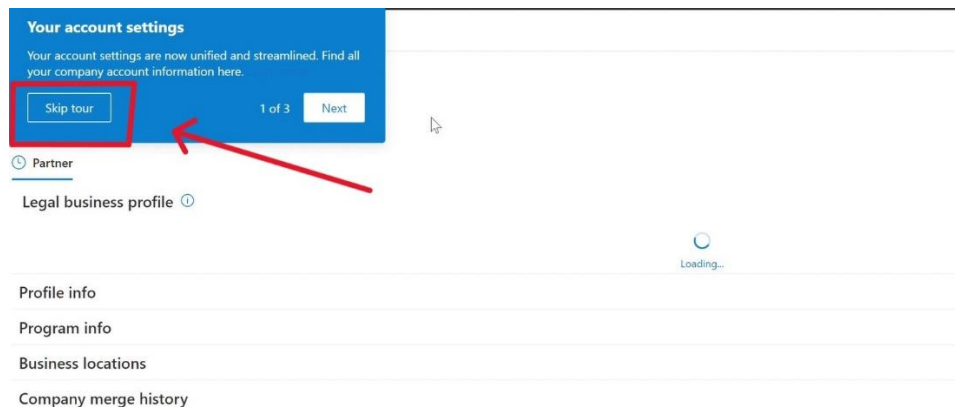 Your account settings
Your account settings are now unified and streamlined. Find all
your company account information here.
Skip tour
1 of 3
Next
Partner
Legal business profile
Loading...
Profile info
Program info
Business locations
Company merge history